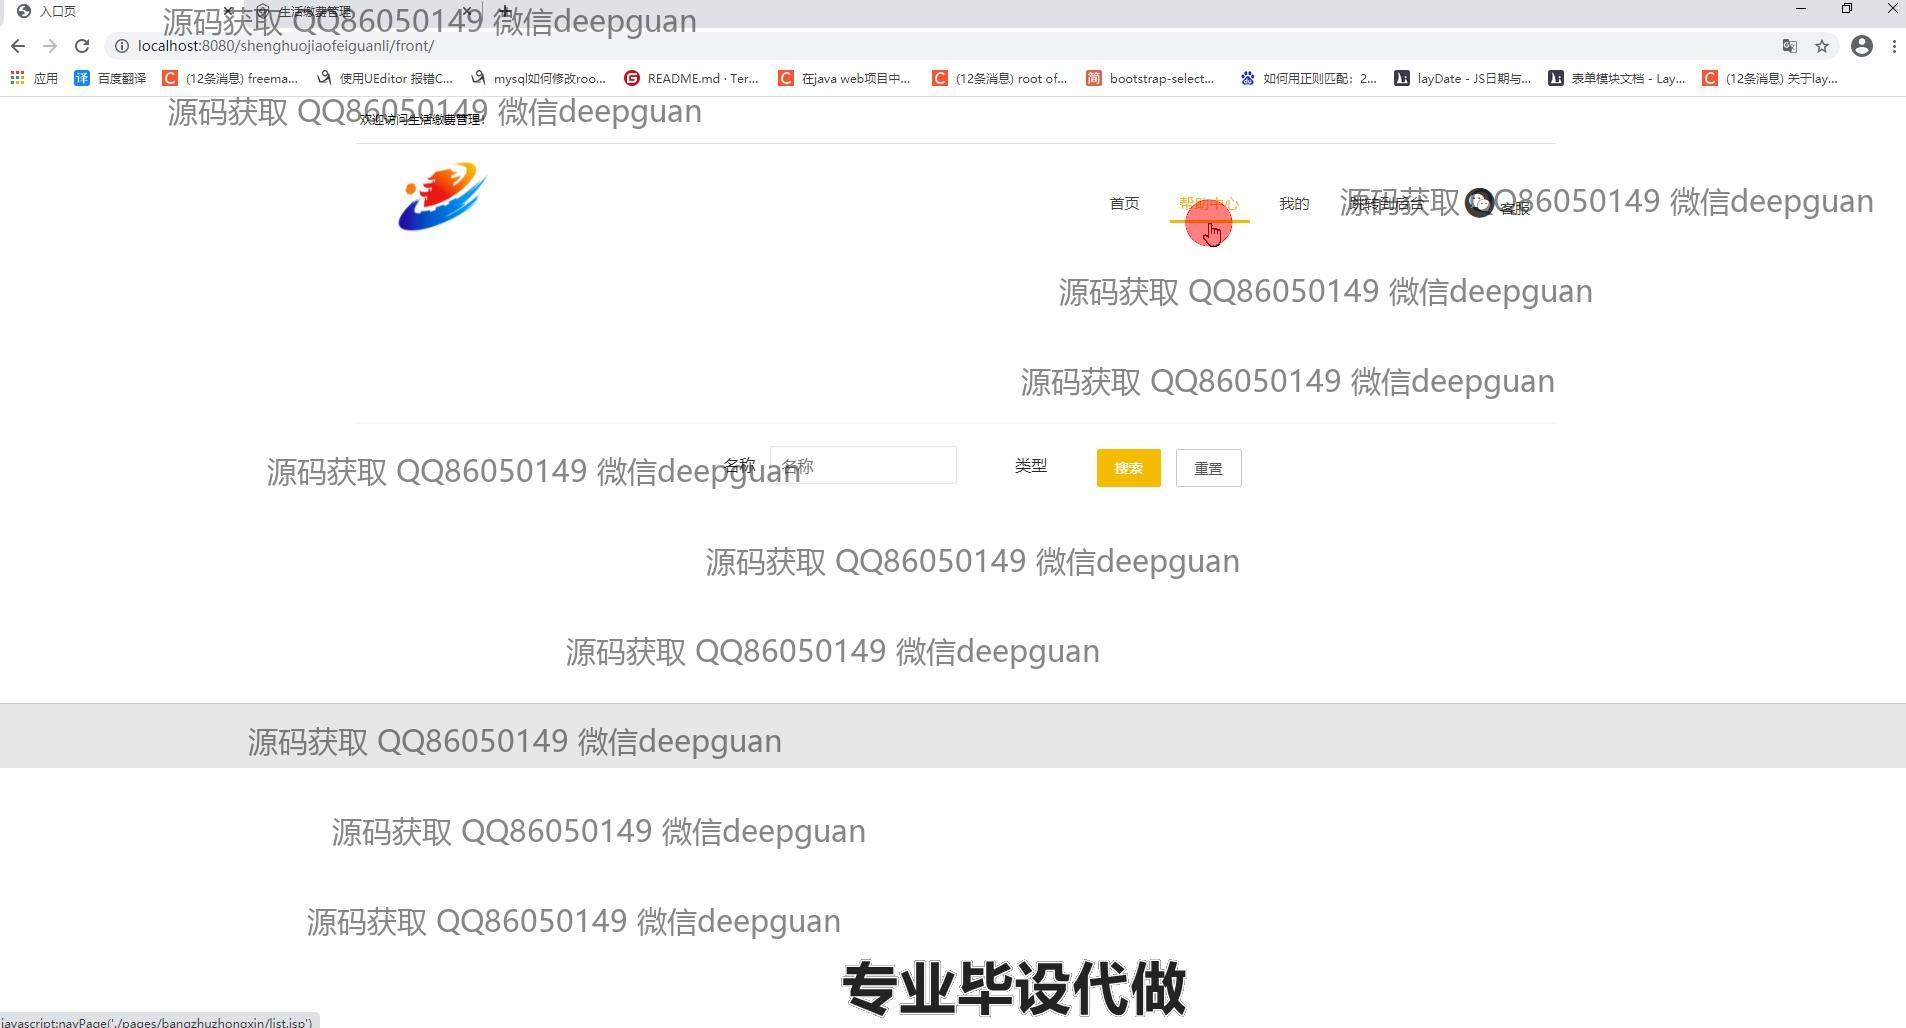 入口页
生活缴费管理
源码获取 QQ86050149 微信deepguan
localhost:8080/shenghuojiaofeiguanli/front/
应用 百度翻译 (12条消息) freema... 使用UEditor 报错C... mysql如何修改roo... README.md · Ter... 在java web项目中... (12条消息) root of... bootstrap-select... 如何用正则匹配：2... layDate - JS日期与... 表单模块文档 - Lay... (12条消息) 关于lay...
源码获取 QQ86050149 微信deepguan
欢迎访问生活缴费管理！
首页 帮助中心 我的 跳转到后台 客服
源码获取 QQ86050149 微信deepguan
源码获取 QQ86050149 微信deepguan
源码获取 QQ86050149 微信deepguan
名称 名称 类型 搜索 重置
源码获取 QQ86050149 微信deepguan
源码获取 QQ86050149 微信deepguan
源码获取 QQ86050149 微信deepguan
源码获取 QQ86050149 微信deepguan
源码获取 QQ86050149 微信deepguan
源码获取 QQ86050149 微信deepguan
专业毕设代做
javascript:navPage('./pages/bangzhuzhongxin/list.jsp')